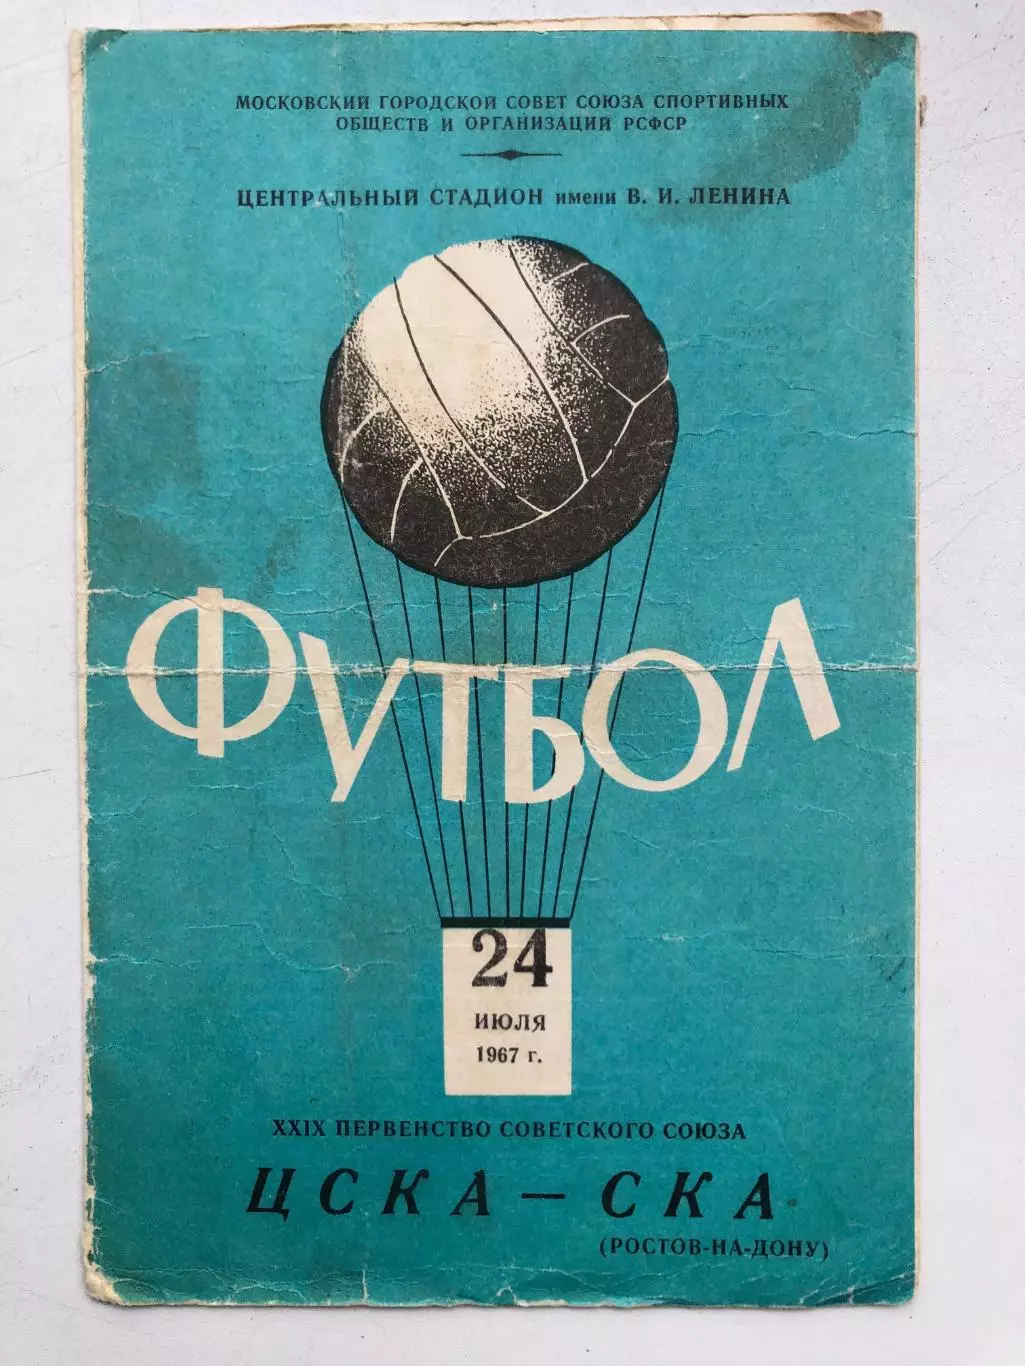 МОСКОВСКИЙ ГОРОДСКОЙ СОВЕТ СОЮЗА СПОРТИВНЫХ
ОБЩЕСТВ И ОРГАНИЗАЦИЙ РСФСР
ЦЕНТРАЛЬНЫЙ СТАДИОН имени В. И. ЛЕНИНА
ФУТБОЛ
24
ИЮЛЯ
1967 г.
XXIX ПЕРВЕНСТВО СОВЕТСКОГО СОЮЗА
ЦСКА — СКА
(РОСТОВ-НА-ДОНУ)